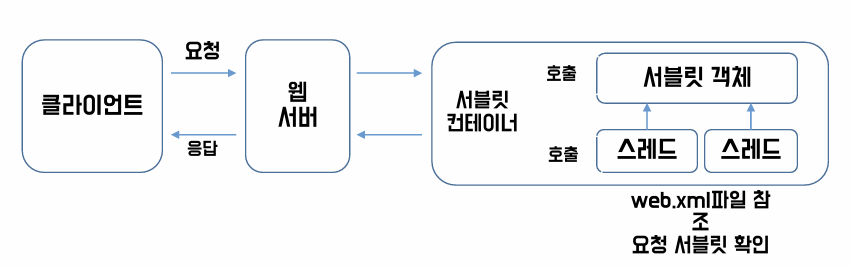 클라이언트
요청
응답
웹
서버
서블릿
컨테이너
호출
서블릿 객체
호출
스레드
스레드
web.xml파일 참
조
요청 서블릿 확인